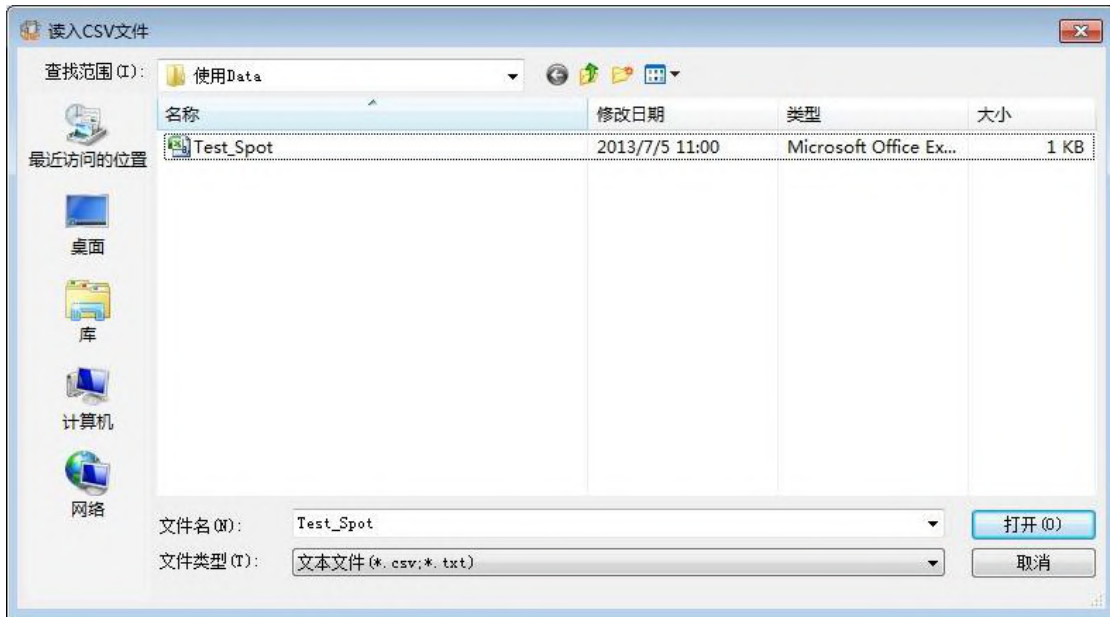 读入CSV文件
查找范围(I): 使用Data
名称 修改日期 类型 大小
Test_Spot 2013/7/5 11:00 Microsoft Office Ex... 1 KB
最近访问的位置
桌面
库
计算机
网络
文件名(N): Test_Spot 打开(O)
文件类型(T): 文本文件(*.csv;*.txt) 取消